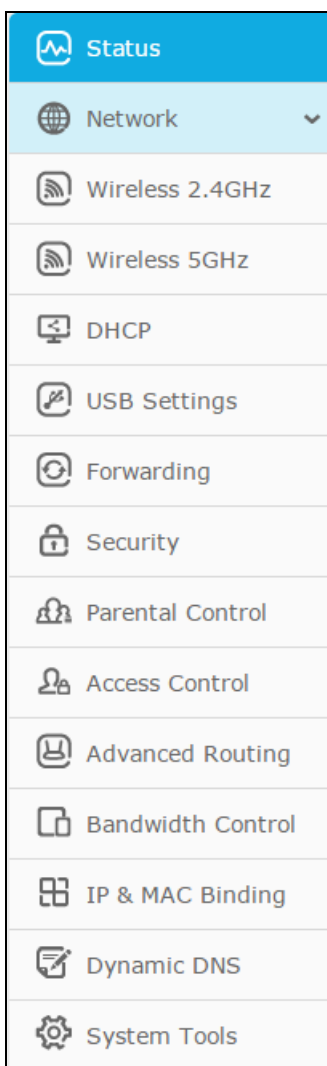 Status
Network
Wireless 2.4GHz
Wireless 5GHz
DHCP
USB Settings
Forwarding
Security
Parental Control
Access Control
Advanced Routing
Bandwidth Control
IP & MAC Binding
Dynamic DNS
System Tools